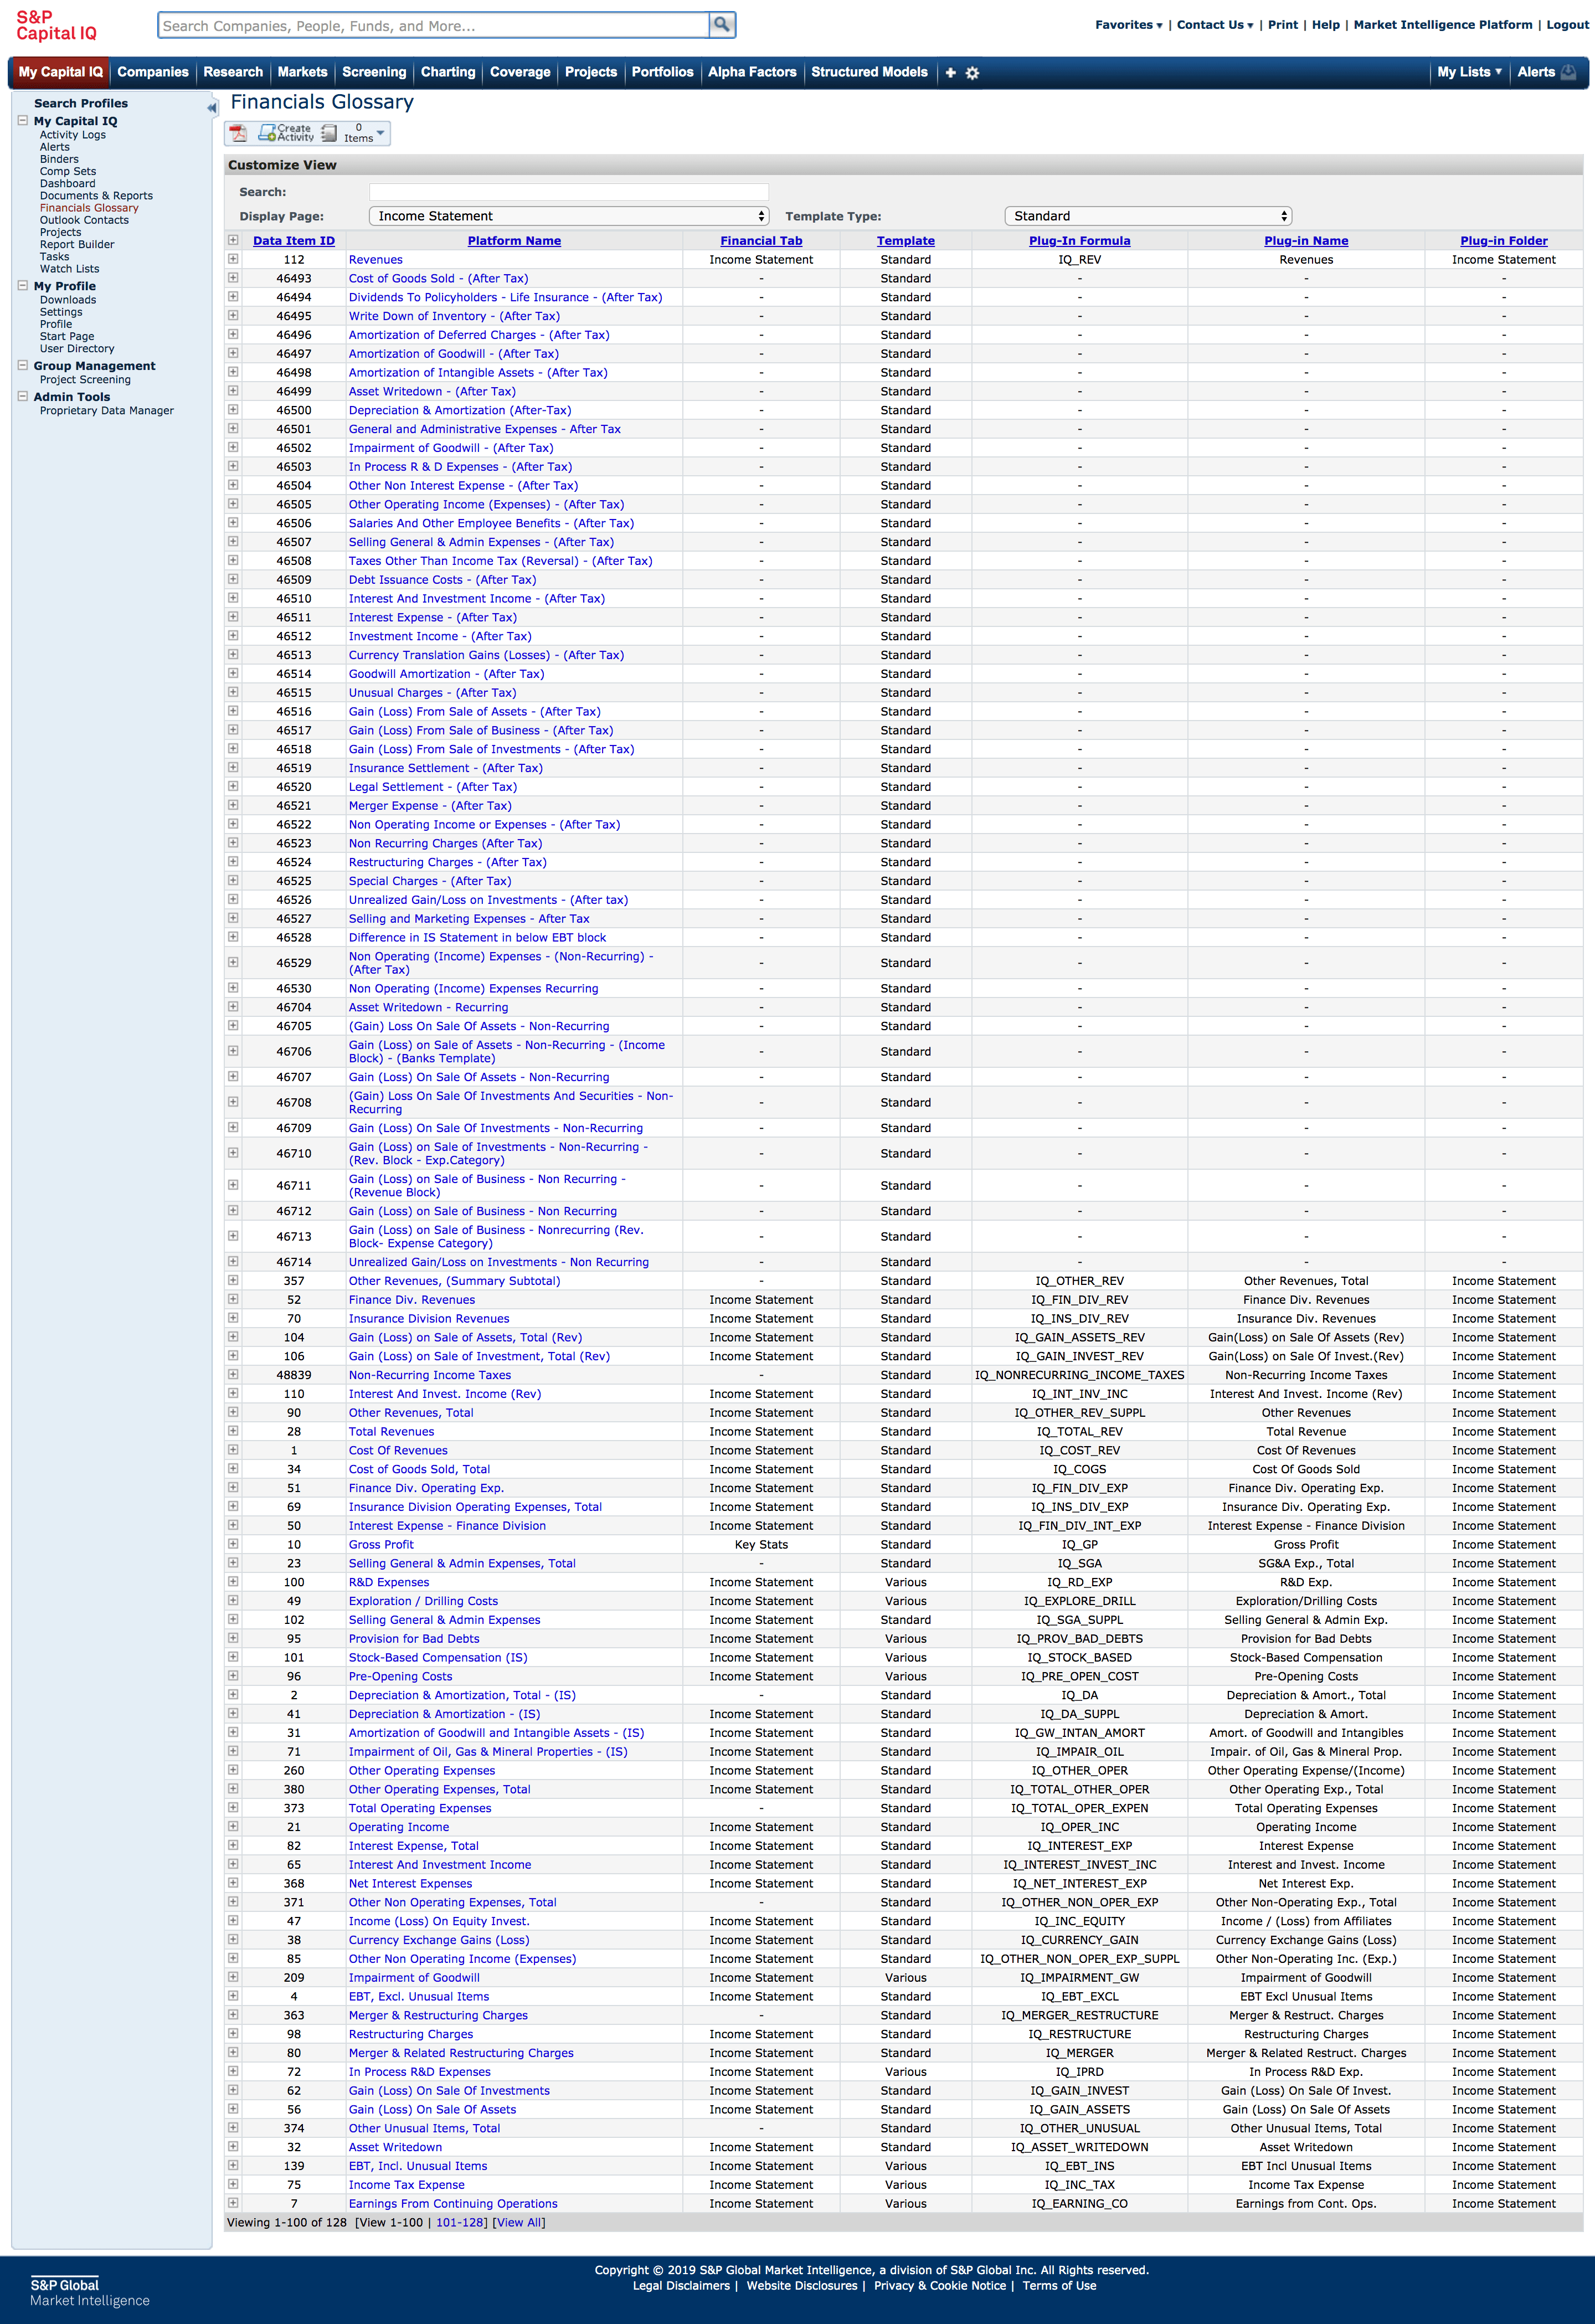 S&P
Capital IQ
Search Companies, People, Funds, and More...
Favorites | Contact Us | Print | Help | Market Intelligence Platform | Logout
My Capital IQ Companies Research Markets Screening Charting Coverage Projects Portfolios Alpha Factors Structured Models My Lists Alerts
Search Profiles
My Capital IQ
Activity Logs
Alerts
Binders
Comp Sets
Dashboard
Documents & Reports
Financials Glossary
Outlook Contacts
Projects
Report Builder
Tasks
Watch Lists
My Profile
Downloads
Settings
Profile
Start Page
User Directory
Group Management
Project Screening
Admin Tools
Proprietary Data Manager
Financials Glossary
Create Activity 0 Items
Customize View
Search:
Display Page: Income Statement Template Type: Standard
Data Item ID Platform Name Financial Tab Template Plug-In Formula Plug-in Name Plug-in Folder
112 Revenues Income Statement Standard IQ_REV Revenues Income Statement
46493 Cost of Goods Sold - (After Tax) - Standard - - -
46494 Dividends To Policyholders - Life Insurance - (After Tax) - Standard - - -
46495 Write Down of Inventory - (After Tax) - Standard - - -
46496 Amortization of Deferred Charges - (After Tax) - Standard - - -
46497 Amortization of Goodwill - (After Tax) - Standard - - -
46498 Amortization of Intangible Assets - (After Tax) - Standard - - -
46499 Asset Writedown - (After Tax) - Standard - - -
46500 Depreciation & Amortization (After-Tax) - Standard - - -
46501 General and Administrative Expenses - After Tax - Standard - - -
46502 Impairment of Goodwill - (After Tax) - Standard - - -
46503 In Process R & D Expenses - (After Tax) - Standard - - -
46504 Other Non Interest Expense - (After Tax) - Standard - - -
46505 Other Operating Income (Expenses) - (After Tax) - Standard - - -
46506 Salaries And Other Employee Benefits - (After Tax) - Standard - - -
46507 Selling General & Admin Expenses - (After Tax) - Standard - - -
46508 Taxes Other Than Income Tax (Reversal) - (After Tax) - Standard - - -
46509 Debt Issuance Costs - (After Tax) - Standard - - -
46510 Interest And Investment Income - (After Tax) - Standard - - -
46511 Interest Expense - (After Tax) - Standard - - -
46512 Investment Income - (After Tax) - Standard - - -
46513 Currency Translation Gains (Losses) - (After Tax) - Standard - - -
46514 Goodwill Amortization - (After Tax) - Standard - - -
46515 Unusual Charges - (After Tax) - Standard - - -
46516 Gain (Loss) From Sale of Assets - (After Tax) - Standard - - -
46517 Gain (Loss) From Sale of Business - (After Tax) - Standard - - -
46518 Gain (Loss) From Sale of Investments - (After Tax) - Standard - - -
46519 Insurance Settlement - (After Tax) - Standard - - -
46520 Legal Settlement - (After Tax) - Standard - - -
46521 Merger Expense - (After Tax) - Standard - - -
46522 Non Operating Income or Expenses - (After Tax) - Standard - - -
46523 Non Recurring Charges (After Tax) - Standard - - -
46524 Restructuring Charges - (After Tax) - Standard - - -
46525 Special Charges - (After Tax) - Standard - - -
46526 Unrealized Gain/Loss on Investments - (After tax) - Standard - - -
46527 Selling and Marketing Expenses - After Tax - Standard - - -
46528 Difference in IS Statement in below EBT block - Standard - - -
46529 Non Operating (Income) Expenses - (Non-Recurring) -
(After Tax) - Standard - - -
46530 Non Operating (Income) Expenses Recurring - Standard - - -
46704 Asset Writedown - Recurring - Standard - - -
46705 (Gain) Loss On Sale Of Assets - Non-Recurring - Standard - - -
46706 Gain (Loss) on Sale of Assets - Non-Recurring - (Income
Block) - (Banks Template) - Standard - - -
46707 Gain (Loss) On Sale Of Assets - Non-Recurring - Standard - - -
46708 (Gain) Loss On Sale Of Investments And Securities - Non-
Recurring - Standard - - -
46709 Gain (Loss) On Sale Of Investments - Non-Recurring - Standard - - -
46710 Gain (Loss) on Sale of Investments - Non-Recurring -
(Rev. Block - Exp.Category) - Standard - - -
46711 Gain (Loss) on Sale of Business - Non Recurring -
(Revenue Block) - Standard - - -
46712 Gain (Loss) on Sale of Business - Non Recurring - Standard - - -
46713 Gain (Loss) on Sale of Business - Nonrecurring (Rev.
Block- Expense Category) - Standard - - -
46714 Unrealized Gain/Loss on Investments - Non Recurring - Standard - - -
357 Other Revenues, (Summary Subtotal) - Standard IQ_OTHER_REV Other Revenues, Total Income Statement
52 Finance Div. Revenues Income Statement Standard IQ_FIN_DIV_REV Finance Div. Revenues Income Statement
70 Insurance Division Revenues Income Statement Standard IQ_INS_DIV_REV Insurance Div. Revenues Income Statement
104 Gain (Loss) on Sale of Assets, Total (Rev) Income Statement Standard IQ_GAIN_ASSETS_REV Gain(Loss) on Sale Of Assets (Rev) Income Statement
106 Gain (Loss) on Sale of Investment, Total (Rev) Income Statement Standard IQ_GAIN_INVEST_REV Gain(Loss) on Sale Of Invest.(Rev) Income Statement
48839 Non-Recurring Income Taxes - Standard IQ_NONRECURRING_INCOME_TAXES Non-Recurring Income Taxes Income Statement
110 Interest And Invest. Income (Rev) Income Statement Standard IQ_INT_INV_INC Interest And Invest. Income (Rev) Income Statement
90 Other Revenues, Total Income Statement Standard IQ_OTHER_REV_SUPPL Other Revenues Income Statement
28 Total Revenues Income Statement Standard IQ_TOTAL_REV Total Revenue Income Statement
1 Cost Of Revenues Income Statement Standard IQ_COST_REV Cost Of Revenues Income Statement
34 Cost of Goods Sold, Total Income Statement Standard IQ_COGS Cost Of Goods Sold Income Statement
51 Finance Div. Operating Exp. Income Statement Standard IQ_FIN_DIV_EXP Finance Div. Operating Exp. Income Statement
69 Insurance Division Operating Expenses, Total Income Statement Standard IQ_INS_DIV_EXP Insurance Div. Operating Exp. Income Statement
50 Interest Expense - Finance Division Income Statement Standard IQ_FIN_DIV_INT_EXP Interest Expense - Finance Division Income Statement
10 Gross Profit Key Stats Standard IQ_GP Gross Profit Income Statement
23 Selling General & Admin Expenses, Total - Standard IQ_SGA SG&A Exp., Total Income Statement
100 R&D Expenses Income Statement Various IQ_RD_EXP R&D Exp. Income Statement
49 Exploration / Drilling Costs Income Statement Various IQ_EXPLORE_DRILL Exploration/Drilling Costs Income Statement
102 Selling General & Admin Expenses Income Statement Standard IQ_SGA_SUPPL Selling General & Admin Exp. Income Statement
95 Provision for Bad Debts Income Statement Various IQ_PROV_BAD_DEBTS Provision for Bad Debts Income Statement
101 Stock-Based Compensation (IS) Income Statement Various IQ_STOCK_BASED Stock-Based Compensation Income Statement
96 Pre-Opening Costs Income Statement Various IQ_PRE_OPEN_COST Pre-Opening Costs Income Statement
2 Depreciation & Amortization, Total - (IS) - Standard IQ_DA Depreciation & Amort., Total Income Statement
41 Depreciation & Amortization - (IS) Income Statement Standard IQ_DA_SUPPL Depreciation & Amort. Income Statement
31 Amortization of Goodwill and Intangible Assets - (IS) Income Statement Standard IQ_GW_INTAN_AMORT Amort. of Goodwill and Intangibles Income Statement
71 Impairment of Oil, Gas & Mineral Properties - (IS) Income Statement Standard IQ_IMPAIR_OIL Impair. of Oil, Gas & Mineral Prop. Income Statement
260 Other Operating Expenses Income Statement Standard IQ_OTHER_OPER Other Operating Expense/(Income) Income Statement
380 Other Operating Expenses, Total Income Statement Standard IQ_TOTAL_OTHER_OPER Other Operating Exp., Total Income Statement
373 Total Operating Expenses - Standard IQ_TOTAL_OPER_EXPEN Total Operating Expenses Income Statement
21 Operating Income Income Statement Standard IQ_OPER_INC Operating Income Income Statement
82 Interest Expense, Total Income Statement Standard IQ_INTEREST_EXP Interest Expense Income Statement
65 Interest And Investment Income Income Statement Standard IQ_INTEREST_INVEST_INC Interest and Invest. Income Income Statement
368 Net Interest Expenses Income Statement Standard IQ_NET_INTEREST_EXP Net Interest Exp. Income Statement
371 Other Non Operating Expenses, Total - Standard IQ_OTHER_NON_OPER_EXP Other Non-Operating Exp., Total Income Statement
47 Income (Loss) On Equity Invest. Income Statement Standard IQ_INC_EQUITY Income / (Loss) from Affiliates Income Statement
38 Currency Exchange Gains (Loss) Income Statement Standard IQ_CURRENCY_GAIN Currency Exchange Gains (Loss) Income Statement
85 Other Non Operating Income (Expenses) Income Statement Standard IQ_OTHER_NON_OPER_EXP_SUPPL Other Non-Operating Inc. (Exp.) Income Statement
209 Impairment of Goodwill Income Statement Various IQ_IMPAIRMENT_GW Impairment of Goodwill Income Statement
4 EBT, Excl. Unusual Items Income Statement Standard IQ_EBT_EXCL EBT Excl Unusual Items Income Statement
363 Merger & Restructuring Charges - Standard IQ_MERGER_RESTRUCTURE Merger & Restruct. Charges Income Statement
98 Restructuring Charges Income Statement Standard IQ_RESTRUCTURE Restructuring Charges Income Statement
80 Merger & Related Restructuring Charges Income Statement Standard IQ_MERGER Merger & Related Restruct. Charges Income Statement
72 In Process R&D Expenses Income Statement Various IQ_IPRD In Process R&D Exp. Income Statement
62 Gain (Loss) On Sale Of Investments Income Statement Standard IQ_GAIN_INVEST Gain (Loss) On Sale Of Invest. Income Statement
56 Gain (Loss) On Sale Of Assets Income Statement Standard IQ_GAIN_ASSETS Gain (Loss) On Sale Of Assets Income Statement
374 Other Unusual Items, Total - Standard IQ_OTHER_UNUSUAL Other Unusual Items, Total Income Statement
32 Asset Writedown Income Statement Standard IQ_ASSET_WRITEDOWN Asset Writedown Income Statement
139 EBT, Incl. Unusual Items Income Statement Various IQ_EBT_INS EBT Incl Unusual Items Income Statement
75 Income Tax Expense Income Statement Various IQ_INC_TAX Income Tax Expense Income Statement
7 Earnings From Continuing Operations Income Statement Various IQ_EARNING_CO Earnings from Cont. Ops. Income Statement
Viewing 1-100 of 128 [View 1-100 | 101-128] [View All]
Copyright © 2019 S&P Global Market Intelligence, a division of S&P Global Inc. All Rights reserved.
Legal Disclaimers | Website Disclosures | Privacy & Cookie Notice | Terms of Use
S&P Global
Market Intelligence